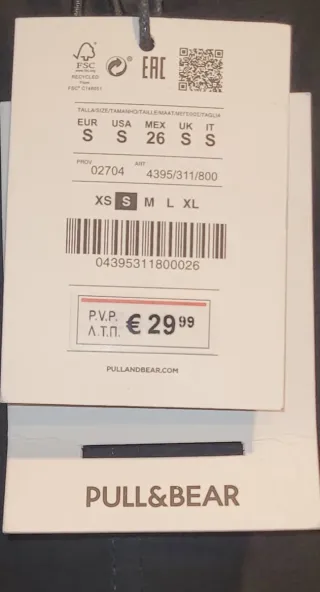 FSC
RECYCLED
EAC
TALLA/SIZE/TAMANHO/TAILLE/MAAT/ΜΕΓΕΘΟΣ/TAGLIA
EUR USA MEX UK IT
S S 26 S S
PROV 02704 ART 4395/311/800
XS S M L XL
04395311800026
P.V.P.
Λ.Τ.Π. € 29 99
PULLANDBEAR.COM
PULL&BEAR